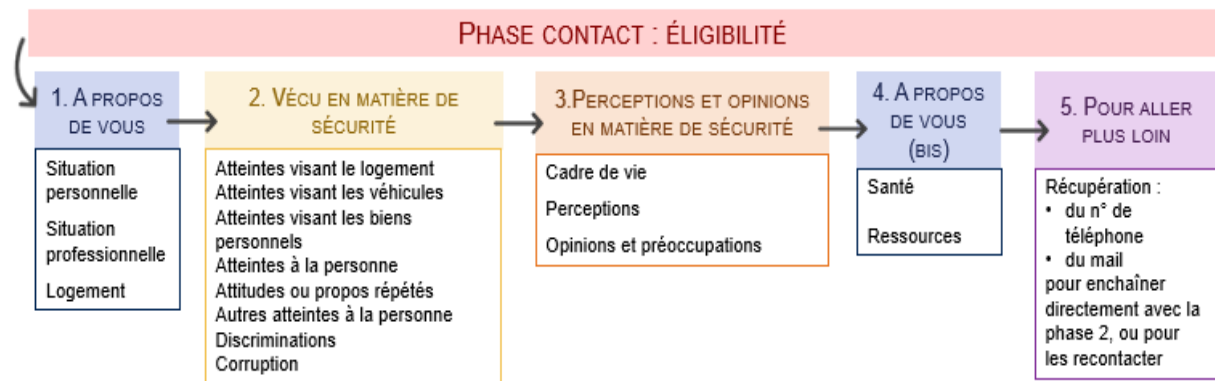 PHASE CONTACT : ÉLIGIBILITÉ
1. A PROPOS
DE VOUS
Situation
personnelle
Situation
professionnelle
Logement
2. VÉCU EN MATIÈRE DE
SÉCURITÉ
Atteintes visant le logement
Atteintes visant les véhicules
Atteintes visant les biens
personnels
Atteintes à la personne
Attitudes ou propos répétés
Autres atteintes à la personne
Discriminations
Corruption
3.PERCEPTIONS ET OPINIONS
EN MATIÈRE DE SÉCURITÉ
Cadre de vie
Perceptions
Opinions et préoccupations
4. A PROPOS
DE VOUS
(BIS)
Santé
Ressources
5. POUR ALLER
PLUS LOIN
Récupération :
• du n° de
téléphone
• du mail
pour enchaîner
directement avec la
phase 2, ou pour
les recontacter